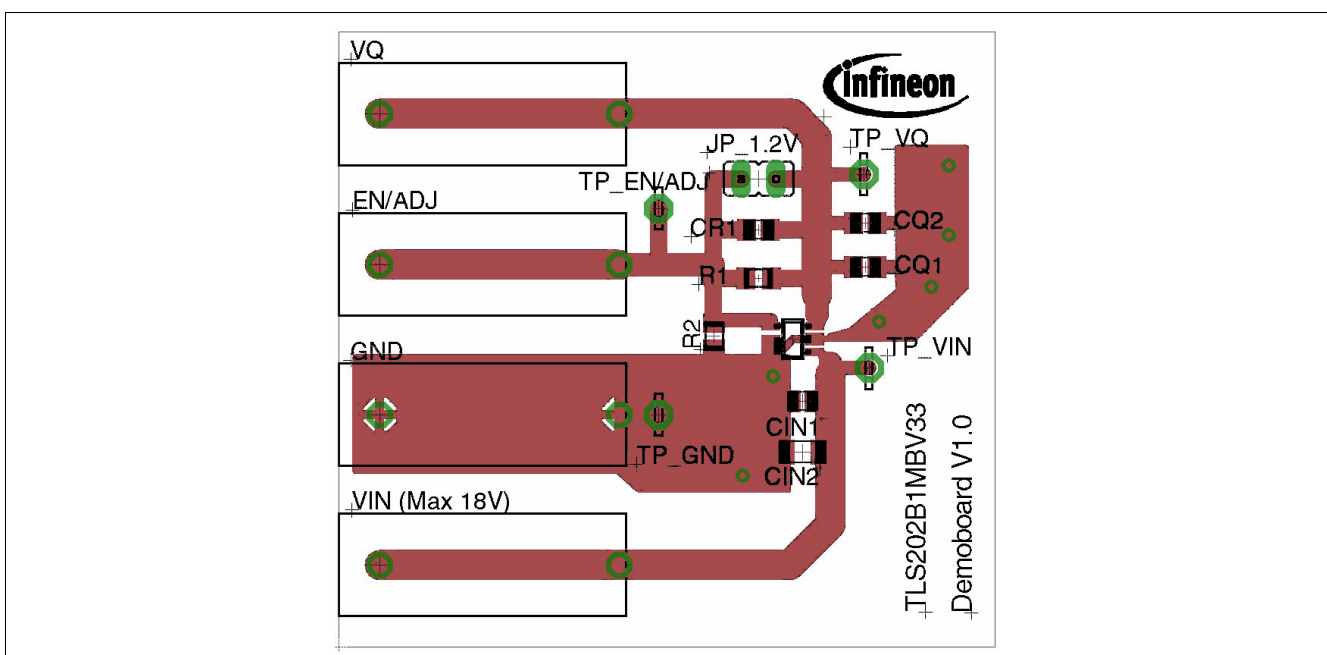 VQ
infineon
JP_1.2V
TP_VQ
TP_EN/ADJ
EN/ADJ
CR1
CQ2
R1
CQ1
R2
GND
TP_VIN
CIN1
TP_GND
CIN2
VIN (Max 18V)
TLS202B1MBV33
Demoboard V1.0